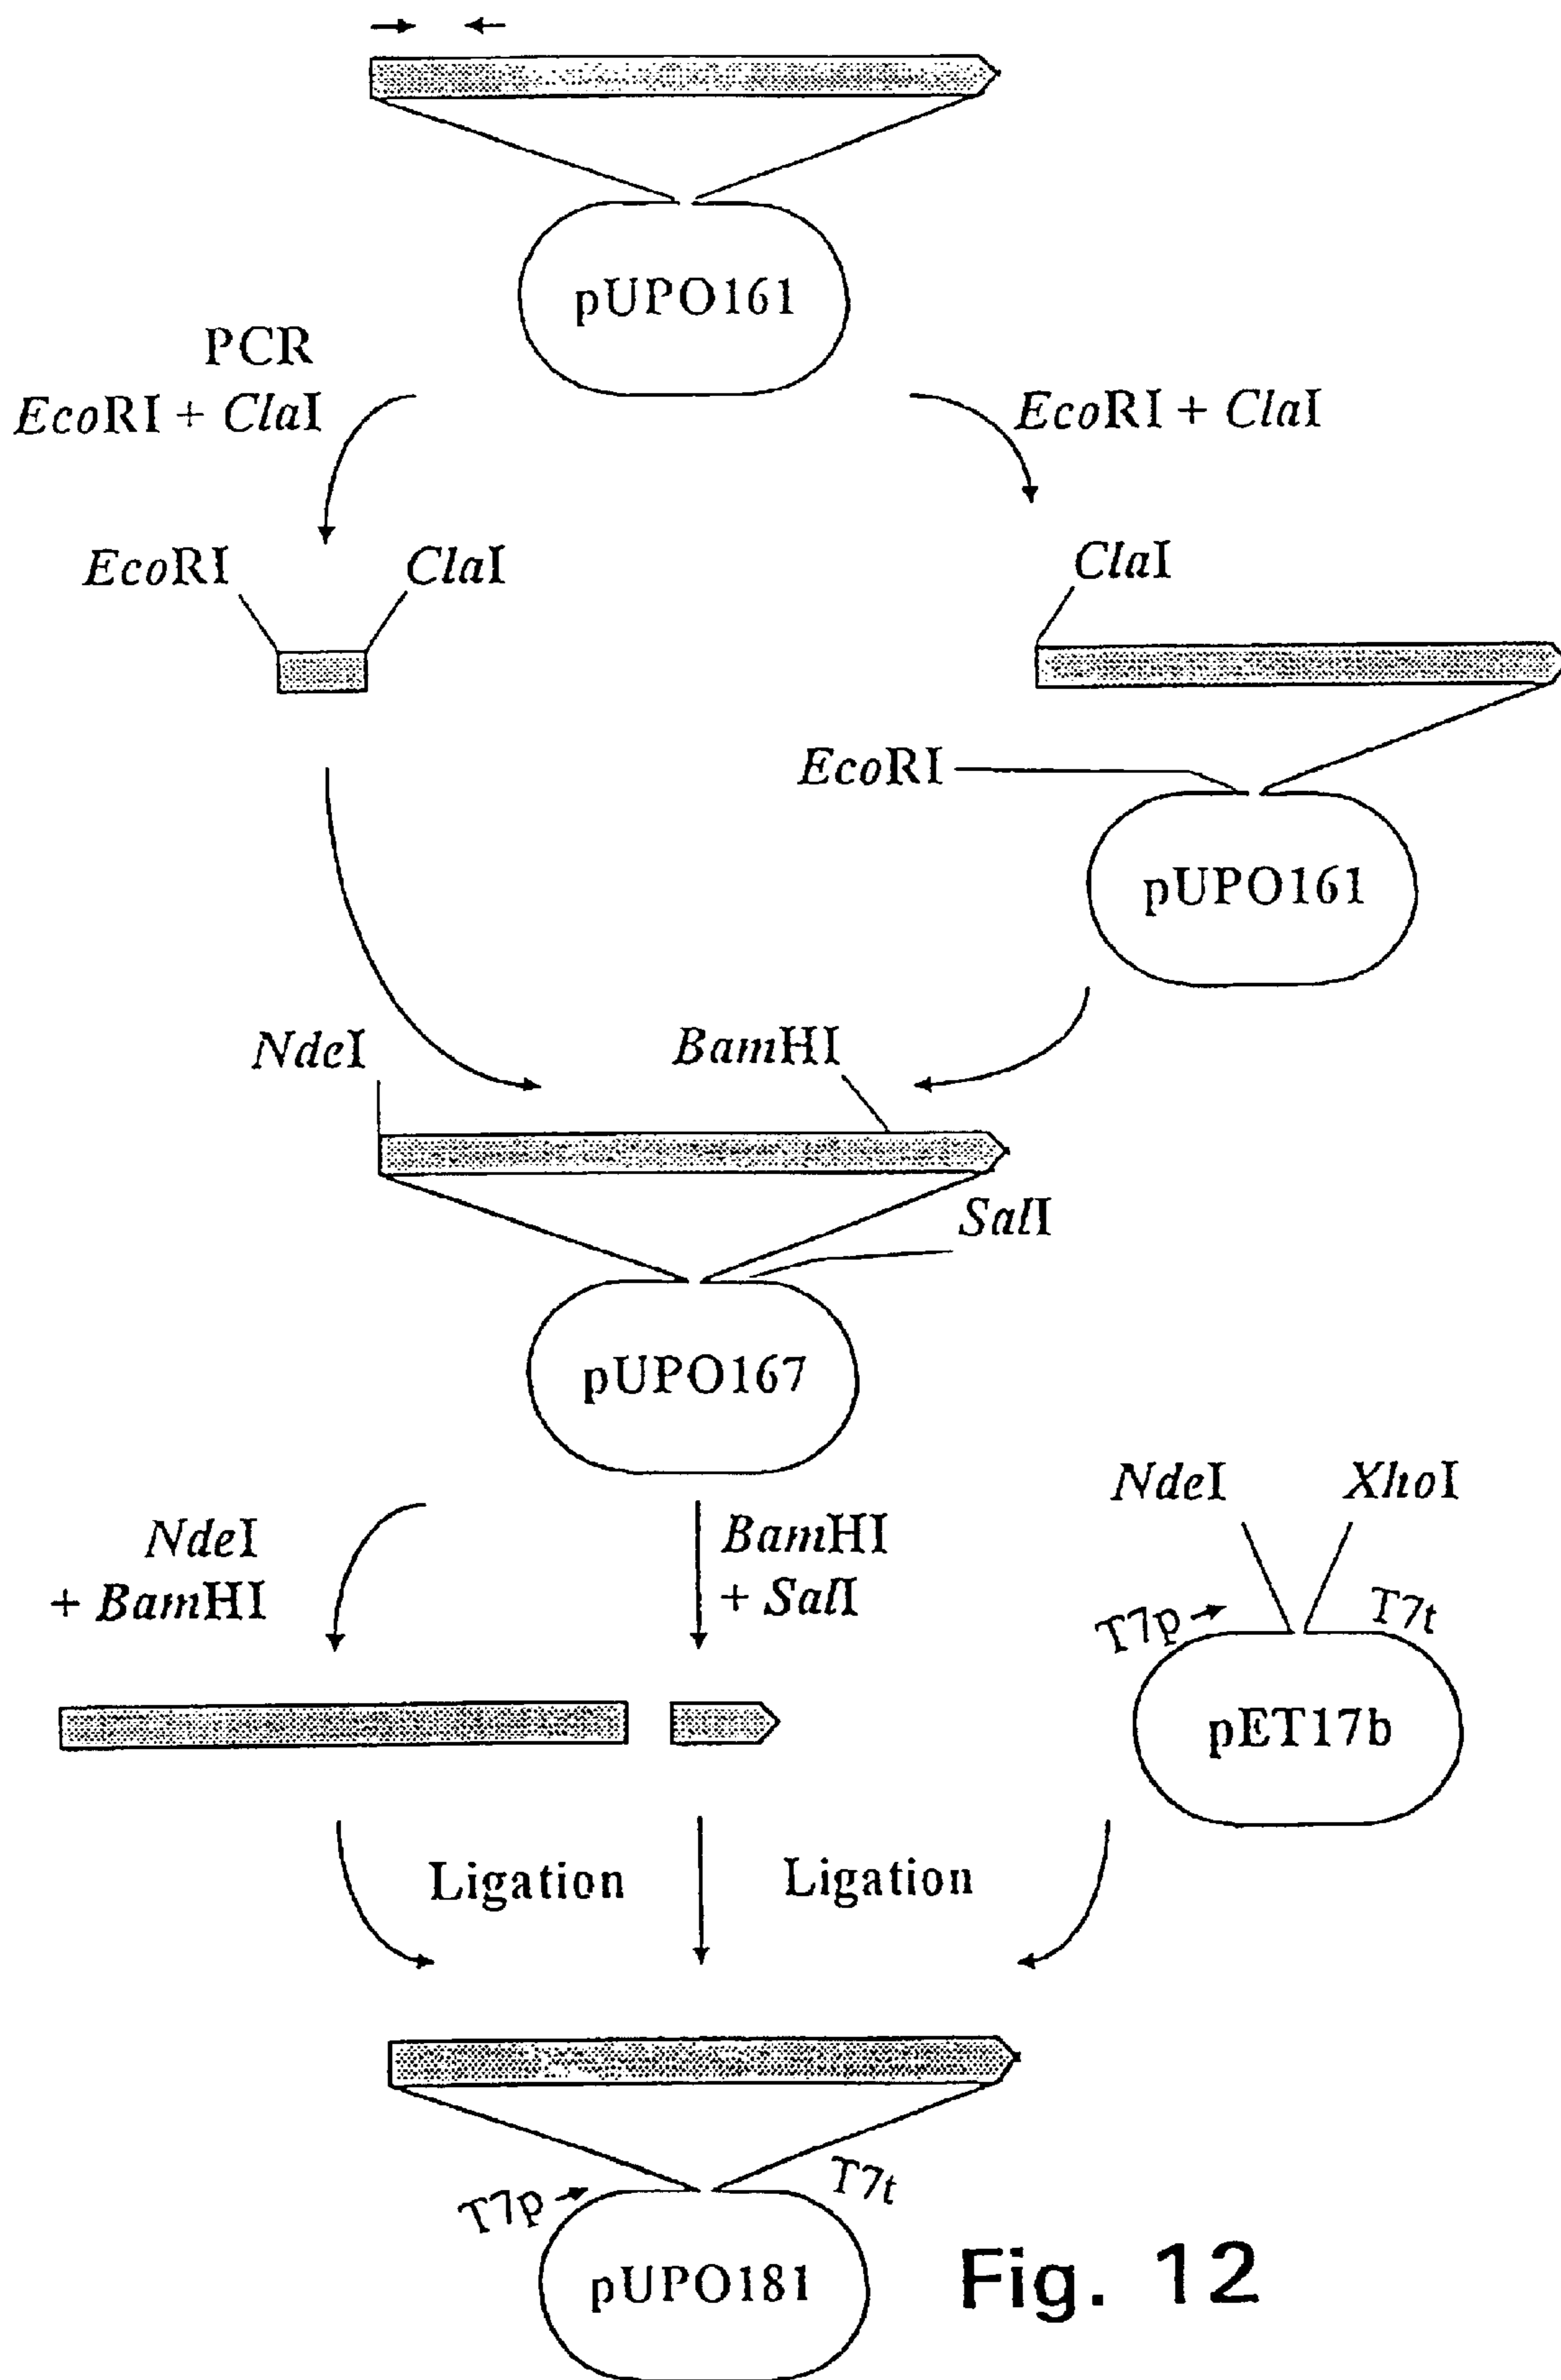 pUPO161
PCR
EcoRI + ClaI
EcoRI + ClaI
EcoRI
ClaI
ClaI
EcoRI
pUPO161
NdeI
BamHI
SalI
pUPO167
NdeI
+ BamHI
BamHI
+ SalI
NdeI
XhoI
T7p
T7t
pET17b
Ligation
Ligation
T7p
T7t
pUPO181
Fig. 12